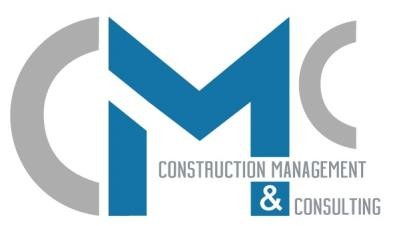 CMC
CONSTRUCTION MANAGEMENT
& CONSULTING